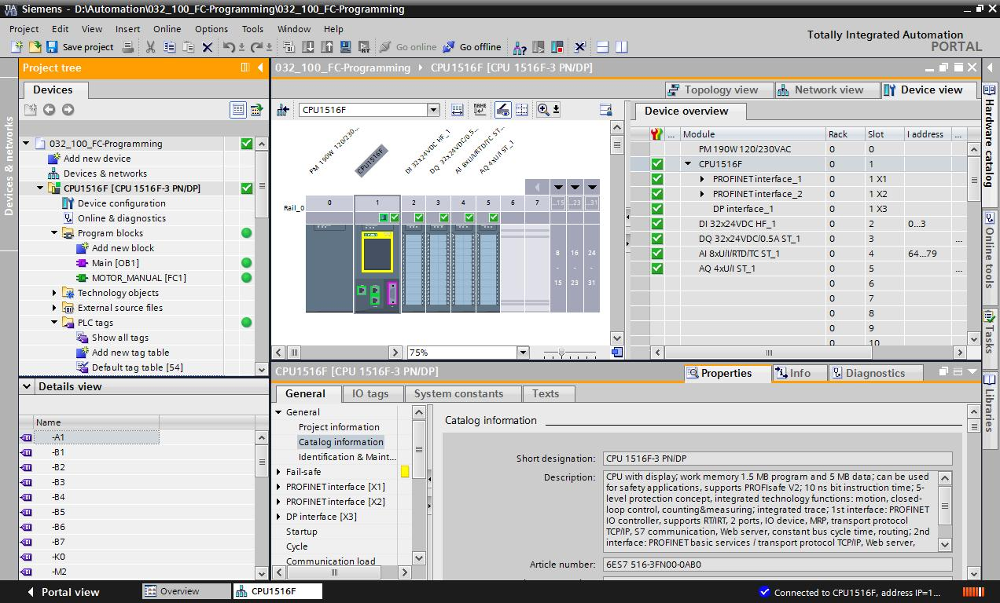 TIA
V13
Siemens - D:\Automation\032_100_FC-Programming\032_100_FC-Programming
Project Edit View Insert Online Options Tools Window Help
Totally Integrated Automation
PORTAL
Save project Go online Go offline
Project tree
Devices
Devices & networks
032_100_FC-Programming
Add new device
Devices & networks
CPU1516F [CPU 1516F-3 PN/DP]
Device configuration
Online & diagnostics
Program blocks
Add new block
Main [OB1]
MOTOR_MANUAL [FC1]
Technology objects
External source files
PLC tags
Show all tags
Add new tag table
Default tag table [54]
Details view
Name
-A1
-B1
-B2
-B3
-B4
-B5
-B6
-B7
-K0
-M2
032_100_FC-Programming CPU1516F [CPU 1516F-3 PN/DP]
Topology view Network view Device view
CPU1516F
NAME
PM 190W 120/230...
CPU1516F
DI 32x24VDC HF_1
DQ 32x24VDC/0.5...
AI 8xU/I/RTD/TC ST...
AQ 4xU/I ST_1
Rail_0
0 1 2 3 4 5 6 7 ...15 ...23 ...31
8 16 24
- - -
15 23 31
75%
Device overview
... Module Rack Slot I address ...
PM 190W 120/230VAC 0 0
CPU1516F 0 1
PROFINET interface_1 0 1 X1
PROFINET interface_2 0 1 X2
DP interface_1 0 1 X3
DI 32x24VDC HF_1 0 2 0...3
DQ 32x24VDC/0.5A ST_1 0 3 ...
AI 8xU/I/RTD/TC ST_1 0 4 64...79
AQ 4xU/I ST_1 0 5 ...
0 6
0 7
0 8
0 9
0 10
CPU1516F [CPU 1516F-3 PN/DP]
Properties Info Diagnostics
General IO tags System constants Texts
General
Project information
Catalog information
Identification & Maint...
Fail-safe
PROFINET interface [X1]
PROFINET interface [X2]
DP interface [X3]
Startup
Cycle
Communication load
Catalog information
Short designation: CPU 1516F-3 PN/DP
Description: CPU with display; work memory 1.5 MB program and 5 MB data; can be used
for safety applications, supports PROFIsafe V2; 10 ns bit instruction time; 5-
level protection concept, integrated technology functions: motion, closed-
loop control, counting&measuring; integrated trace; 1st interface: PROFINET
IO controller, supports RT/IRT, 2 ports, IO device, MRP, transport protocol
TCP/IP, S7 communication, Web server, constant bus cycle time, routing; 2nd
interface: PROFINET basic services / transport protocol TCP/IP, Web server,
Article number: 6ES7 516-3FN00-0AB0
Hardware catalog
Online tools
Tasks
Libraries
Portal view Overview CPU1516F
Connected to CPU1516F, address IP=1...